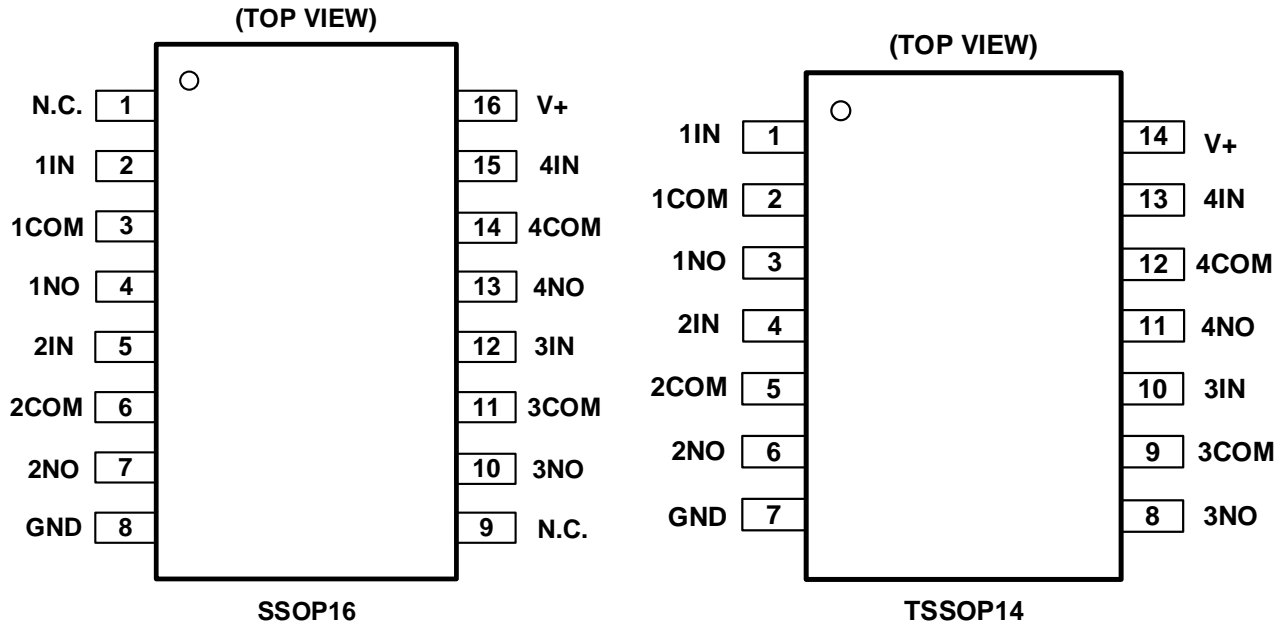 (TOP VIEW)
N.C. 1 16 V+
1IN 2 15 4IN
1COM 3 14 4COM
1NO 4 13 4NO
2IN 5 12 3IN
2COM 6 11 3COM
2NO 7 10 3NO
GND 8 9 N.C.
SSOP16
(TOP VIEW)
1IN 1 14 V+
1COM 2 13 4IN
1NO 3 12 4COM
2IN 4 11 4NO
2COM 5 10 3IN
2NO 6 9 3COM
GND 7 8 3NO
TSSOP14